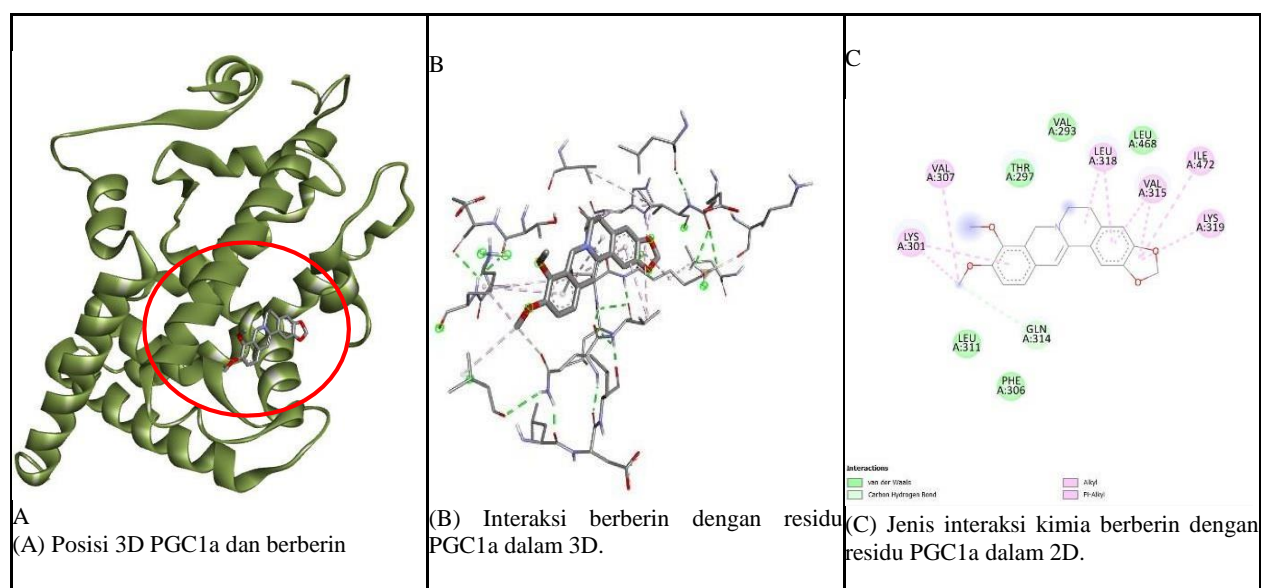 A
(A) Posisi 3D PGC1a dan berberin
B
(B) Interaksi berberin dengan residu
PGC1a dalam 3D.
C
VAL
A:293
LEU
A:468
LEU
A:318
ILE
A:472
VAL
A:307
THR
A:297
VAL
A:315
LYS
A:319
LYS
A:301
N
O
O
O
O
GLN
A:314
LEU
A:311
PHE
A:306
Interactions
van der Waals
Carbon Hydrogen Bond
Alkyl
Pi-Alkyl
(C) Jenis interaksi kimia berberin dengan
residu PGC1a dalam 2D.